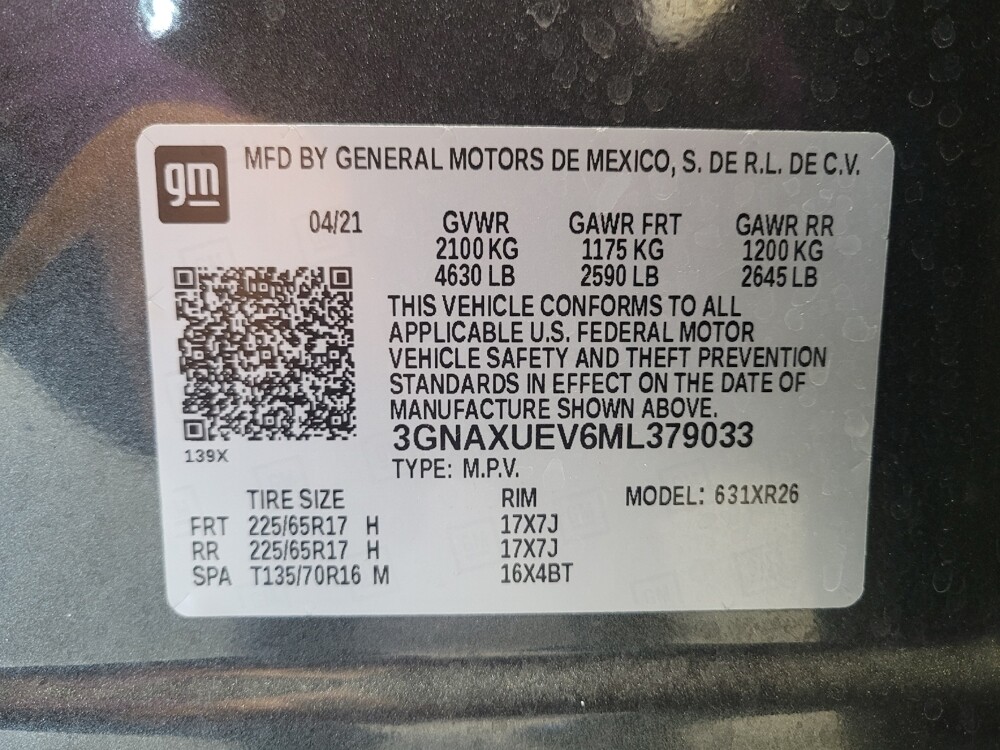 gm
MFD BY GENERAL MOTORS DE MEXICO, S. DE R.L. DE C.V.
04/21 GVWR GAWR FRT GAWR RR
2100 KG 1175 KG 1200 KG
4630 LB 2590 LB 2645 LB
THIS VEHICLE CONFORMS TO ALL
APPLICABLE U.S. FEDERAL MOTOR
VEHICLE SAFETY AND THEFT PREVENTION
STANDARDS IN EFFECT ON THE DATE OF
MANUFACTURE SHOWN ABOVE.
3GNAXUEV6ML379033
139X
TYPE: M.P.V.
TIRE SIZE RIM MODEL: 631XR26
FRT 225/65R17 H 17X7J
RR 225/65R17 H 17X7J
SPA T135/70R16 M 16X4BT